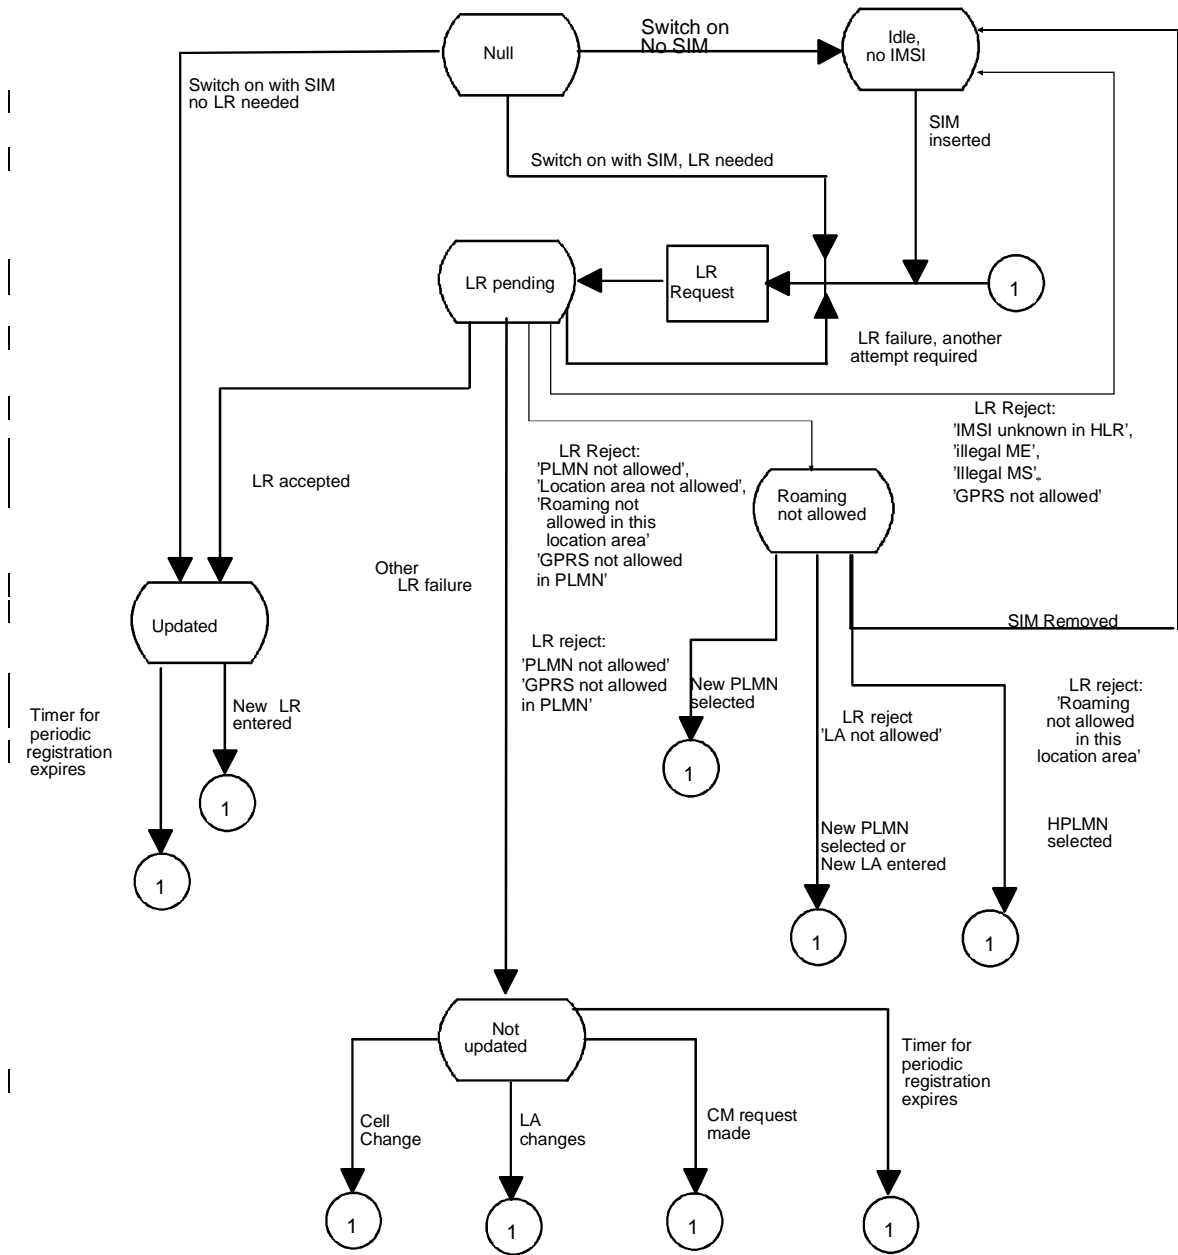 Switch on
No SIM
Null
Idle,
no IMSI
Switch on with SIM
no LR needed
SIM
inserted
Switch on with SIM, LR needed
LR pending
LR
Request
1
LR failure, another
attempt required
LR Reject:
'IMSI unknown in HLR',
'illegal ME',
'Illegal MS',
'GPRS not allowed'
LR accepted
LR Reject:
'PLMN not allowed',
'Location area not allowed',
'Roaming not
allowed in this
location area'
'GPRS not allowed
in PLMN'
Roaming
not allowed
Other
LR failure
Updated
SIM Removed
LR reject:
'PLMN not allowed'
'GPRS not allowed
in PLMN'
New PLMN
selected
LR reject
'LA not allowed'
LR reject:
'Roaming
not allowed
in this
location area'
Timer for
periodic
registration
expires
New LR
entered
1
1
1
New PLMN
selected or
New LA entered
HPLMN
selected
1
1
Not
updated
Timer for
periodic
registration
expires
Cell
Change
LA
changes
CM request
made
1
1
1
1